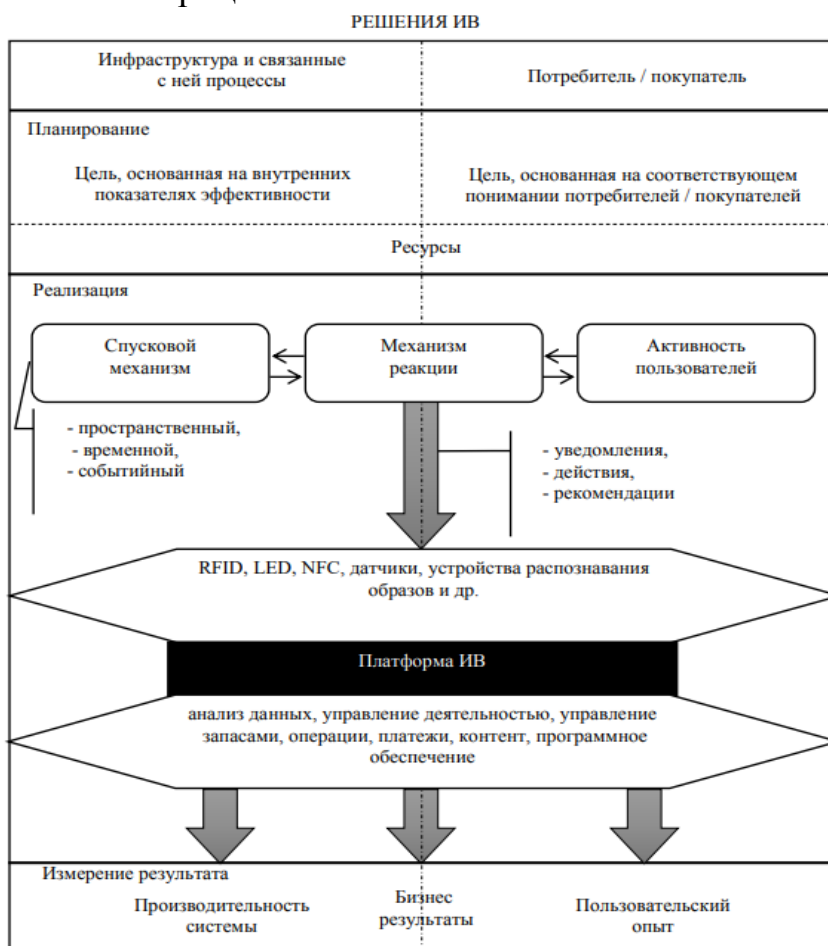 РЕШЕНИЯ ИВ
Инфраструктура и связанные
с ней процессы
Потребитель / покупатель
Планирование
Цель, основанная на внутренних
показателях эффективности
Цель, основанная на соответствующем
понимании потребителей / покупателей
Ресурсы
Реализация
Спусковой
механизм
Механизм
реакции
Активность
пользователей
- пространственный,
- временной,
- событийный
- уведомления,
- действия,
- рекомендации
RFID, LED, NFC, датчики, устройства распознавания
образов и др.
Платформа ИВ
анализ данных, управление деятельностью, управление
запасами, операции, платежи, контент, программное
обеспечение
Измерение результата
Производительность
системы
Бизнес
результаты
Пользовательский
опыт